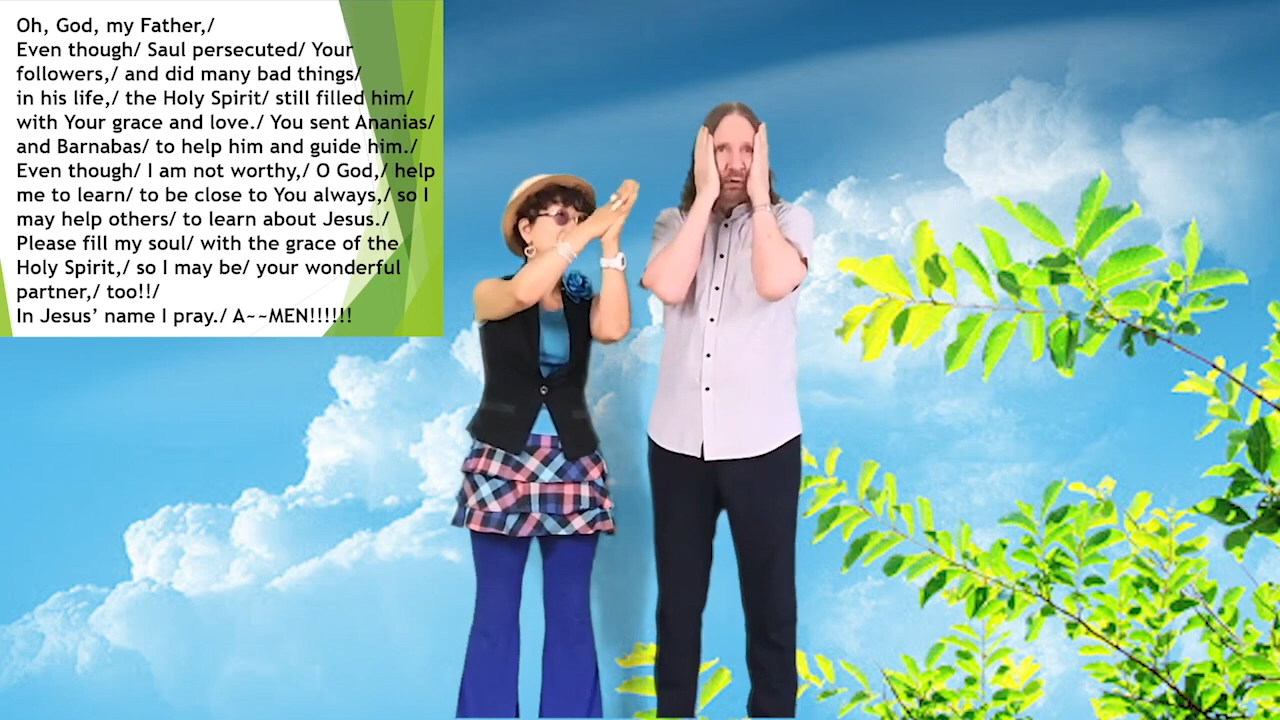 Oh, God, my Father,/
Even though/ Saul persecuted/ Your
followers,/ and did many bad things/
in his life,/ the Holy Spirit/ still filled him/
with Your grace and love./ You sent Ananias/
and Barnabas/ to help him and guide him./
Even though/ I am not worthy,/ O God,/ help
me to learn/ to be close to You always,/ so I
may help others/ to learn about Jesus./
Please fill my soul/ with the grace of the
Holy Spirit,/ so I may be/ your wonderful
partner,/ too!!/
In Jesus’ name I pray./ A~~MEN!!!!!!